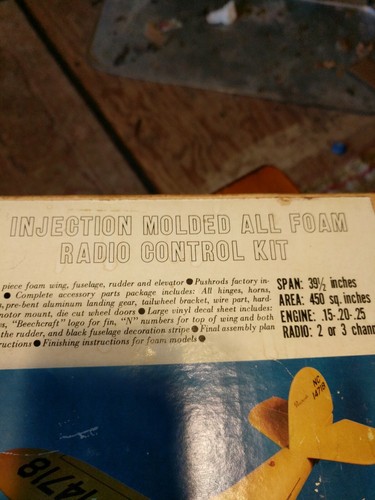 INJECTION MOLDED ALL FOAM
RADIO CONTROL KIT
piece foam wing, fuselage, rudder and elevator ● Pushrods factory in-
● Complete accessory parts package includes: All hinges, horns,
s, pre-bent aluminum landing gear, tailwheel bracket, wire part, hard-
motor mount, die cut wheel doors ● Large vinyl decal sheet includes:
es, "Beechcraft" logo for fin, "N" numbers for top of wing and both
the rudder, and black fuselage decoration stripe ● Final assembly plan
ructions ● Finishing instructions for foam models ●
SPAN: 39½ inches
AREA: 450 sq. inches
ENGINE: .15-.20-.25
RADIO: 2 or 3 chann
NC
14718
14718